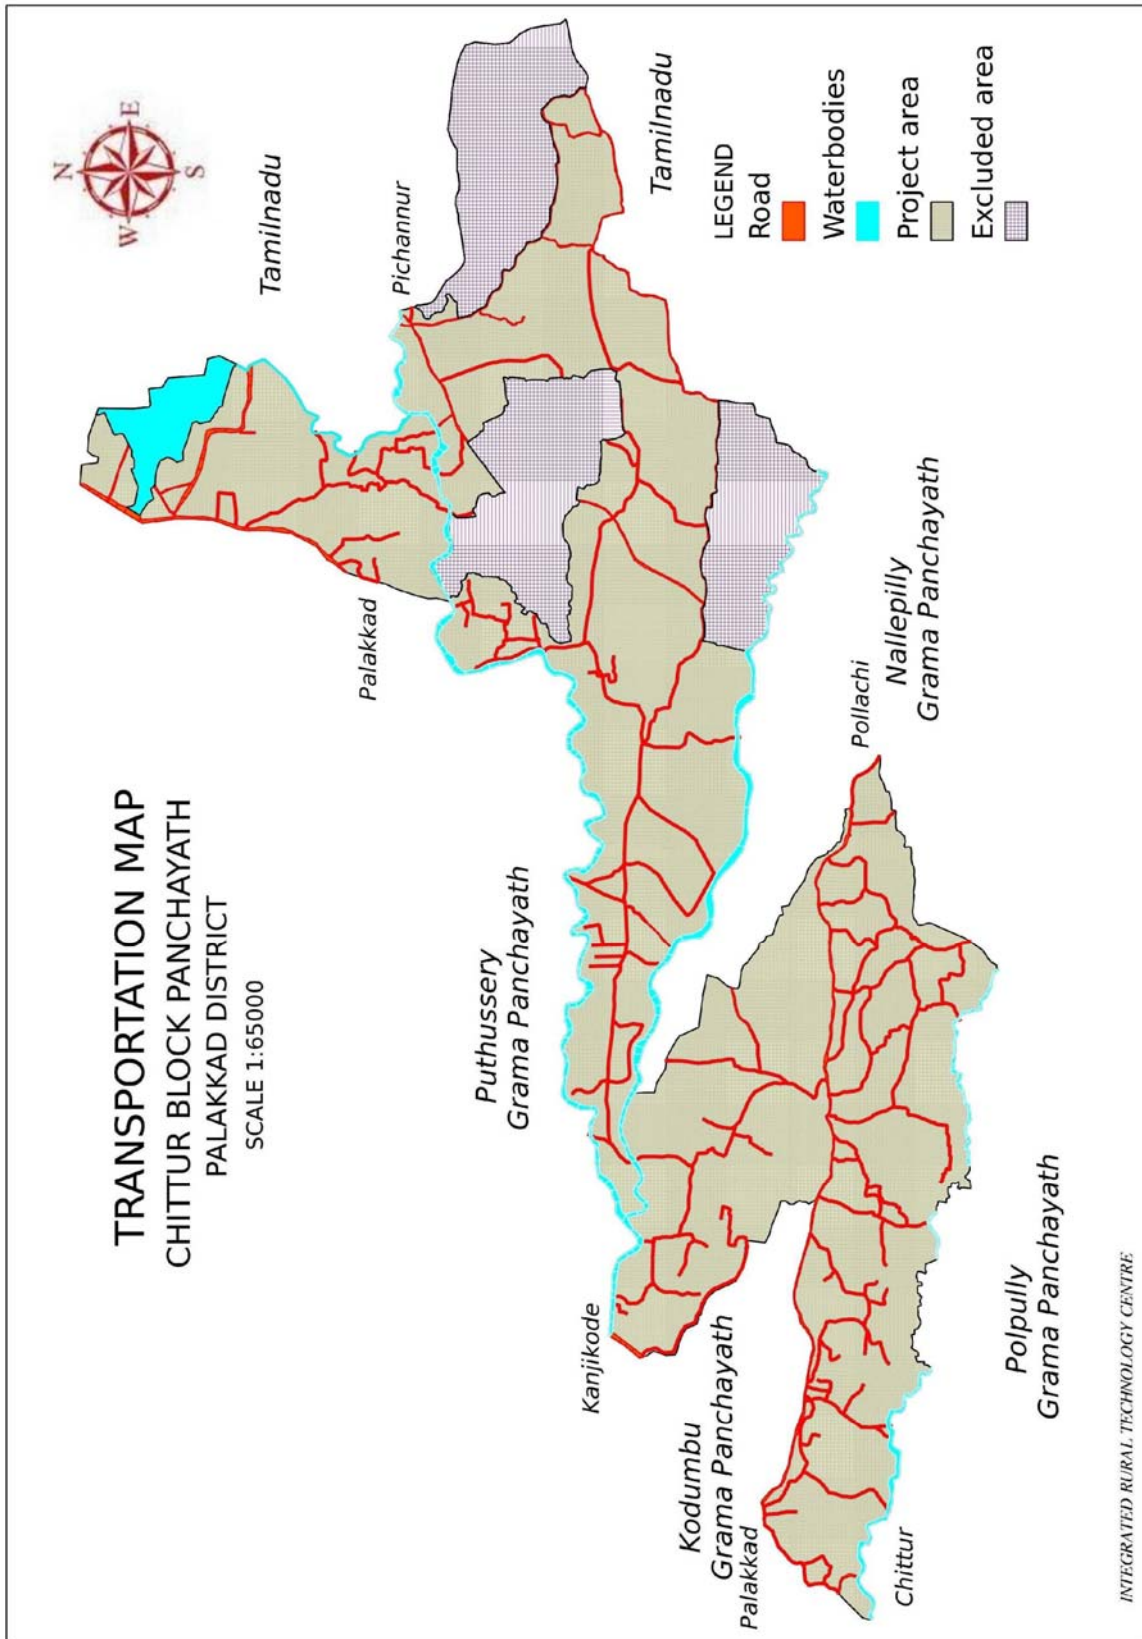 TRANSPORTATION MAP
CHITTUR BLOCK PANCHAYATH
PALAKKAD DISTRICT
SCALE 1:65000
N
E
S
W
Tamilnadu
Pichannur
Palakkad
Tamilnadu
LEGEND
Road
Waterbodies
Project area
Excluded area
Puthussery
Grama Panchayath
Kanjikode
Kodumbu
Grama Panchayath
Palakkad
Pollachi
Nallepilly
Grama Panchayath
Chittur
Polpully
Grama Panchayath
INTEGRATED RURAL TECHNOLOGY CENTRE